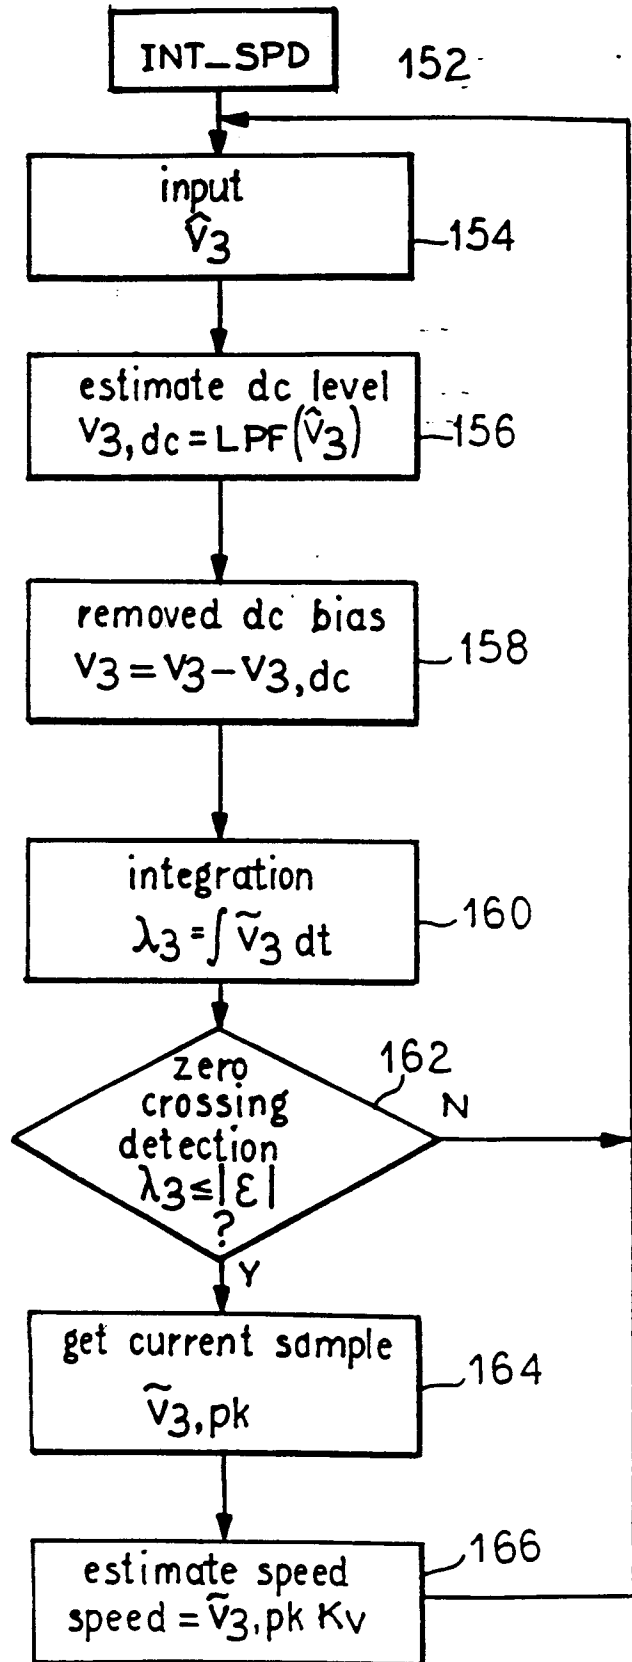 INT_SPD
152
input
v̂3
154
estimate dc level
v3,dc = LPF(v̂3)
156
removed dc bias
v3 = v3 - v3,dc
158
integration
λ3 = ∫ ṽ3 dt
160
zero
crossing
detection
λ3 ≤ |ε|
?
162
N
Y
get current sample
ṽ3,pk
164
estimate speed
speed = ṽ3,pk Kv
166